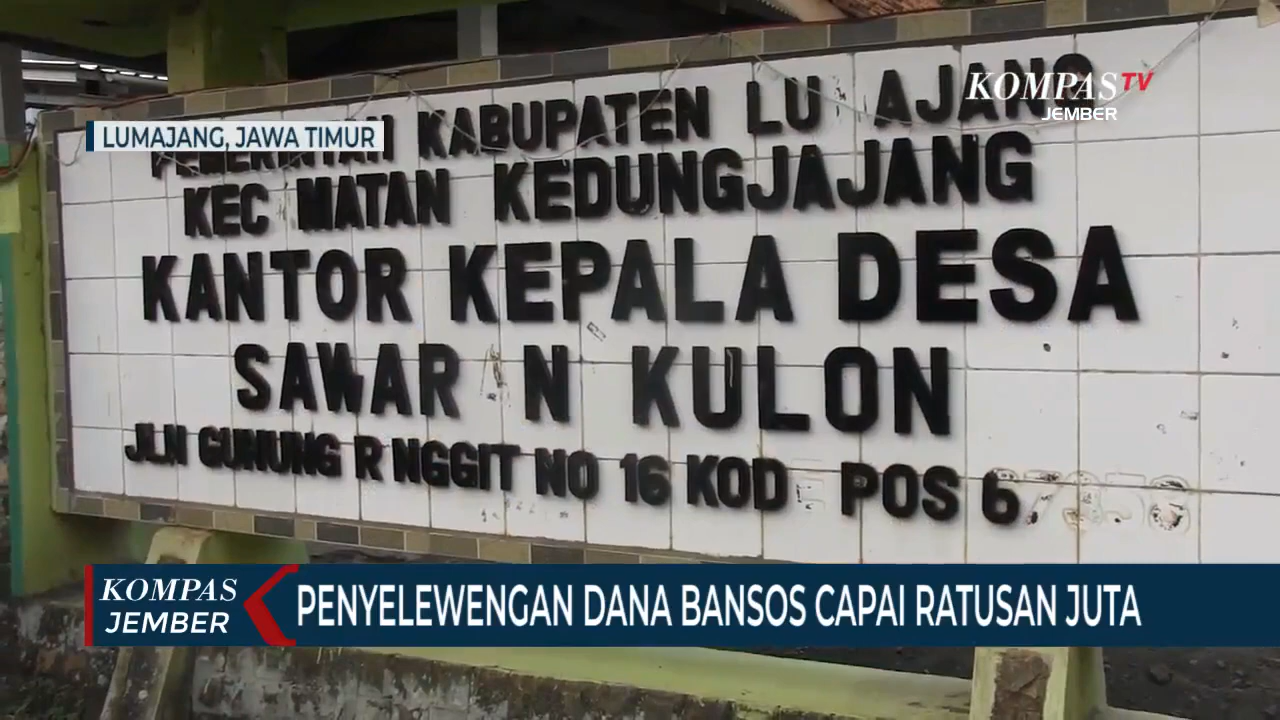 KOMPAS TV
JEMBER
LUMAJANG, JAWA TIMUR
KABUPATEN LU AJANG
KEC MATAN KEDUNGJAJANG
KANTOR KEPALA DESA
SAWAR N KULON
JLN GUNUNG R NGGIT NO 16 KOD POS 67358
KOMPAS
JEMBER
PENYELEWENGAN DANA BANSOS CAPAI RATUSAN JUTA